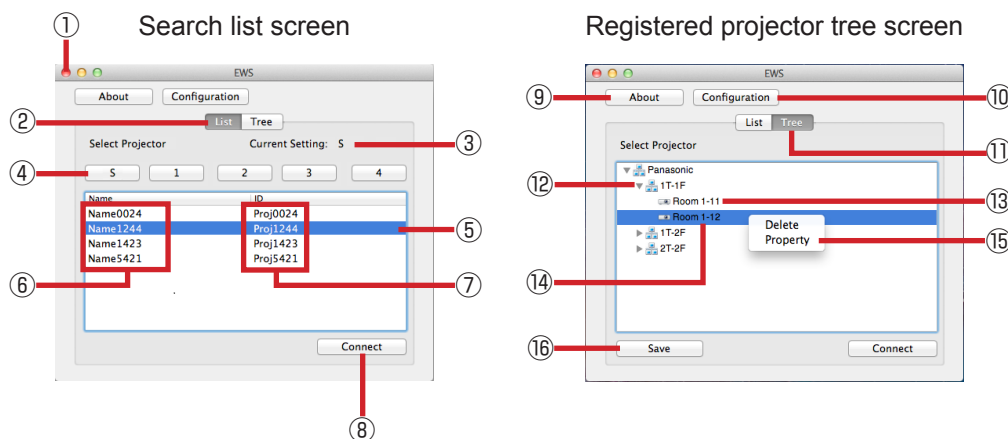 Search list screen
Registered projector tree screen
①
EWS
About Configuration
② List Tree
Select Projector Current Setting: S ③
④ S 1 2 3 4
Name ID
Name0024 Proj0024
Name1244 Proj1244 ⑤
Name1423 Proj1423
Name5421 Proj5421
⑥ ⑦
Connect
⑧
EWS
⑨ About Configuration ⑩
List Tree
⑪
Select Projector
Panasonic
⑫ 1T-1F
Room 1-11 ⑬
Room 1-12
Delete
Property ⑮
1T-2F
2T-2F
⑭
⑯ Save Connect